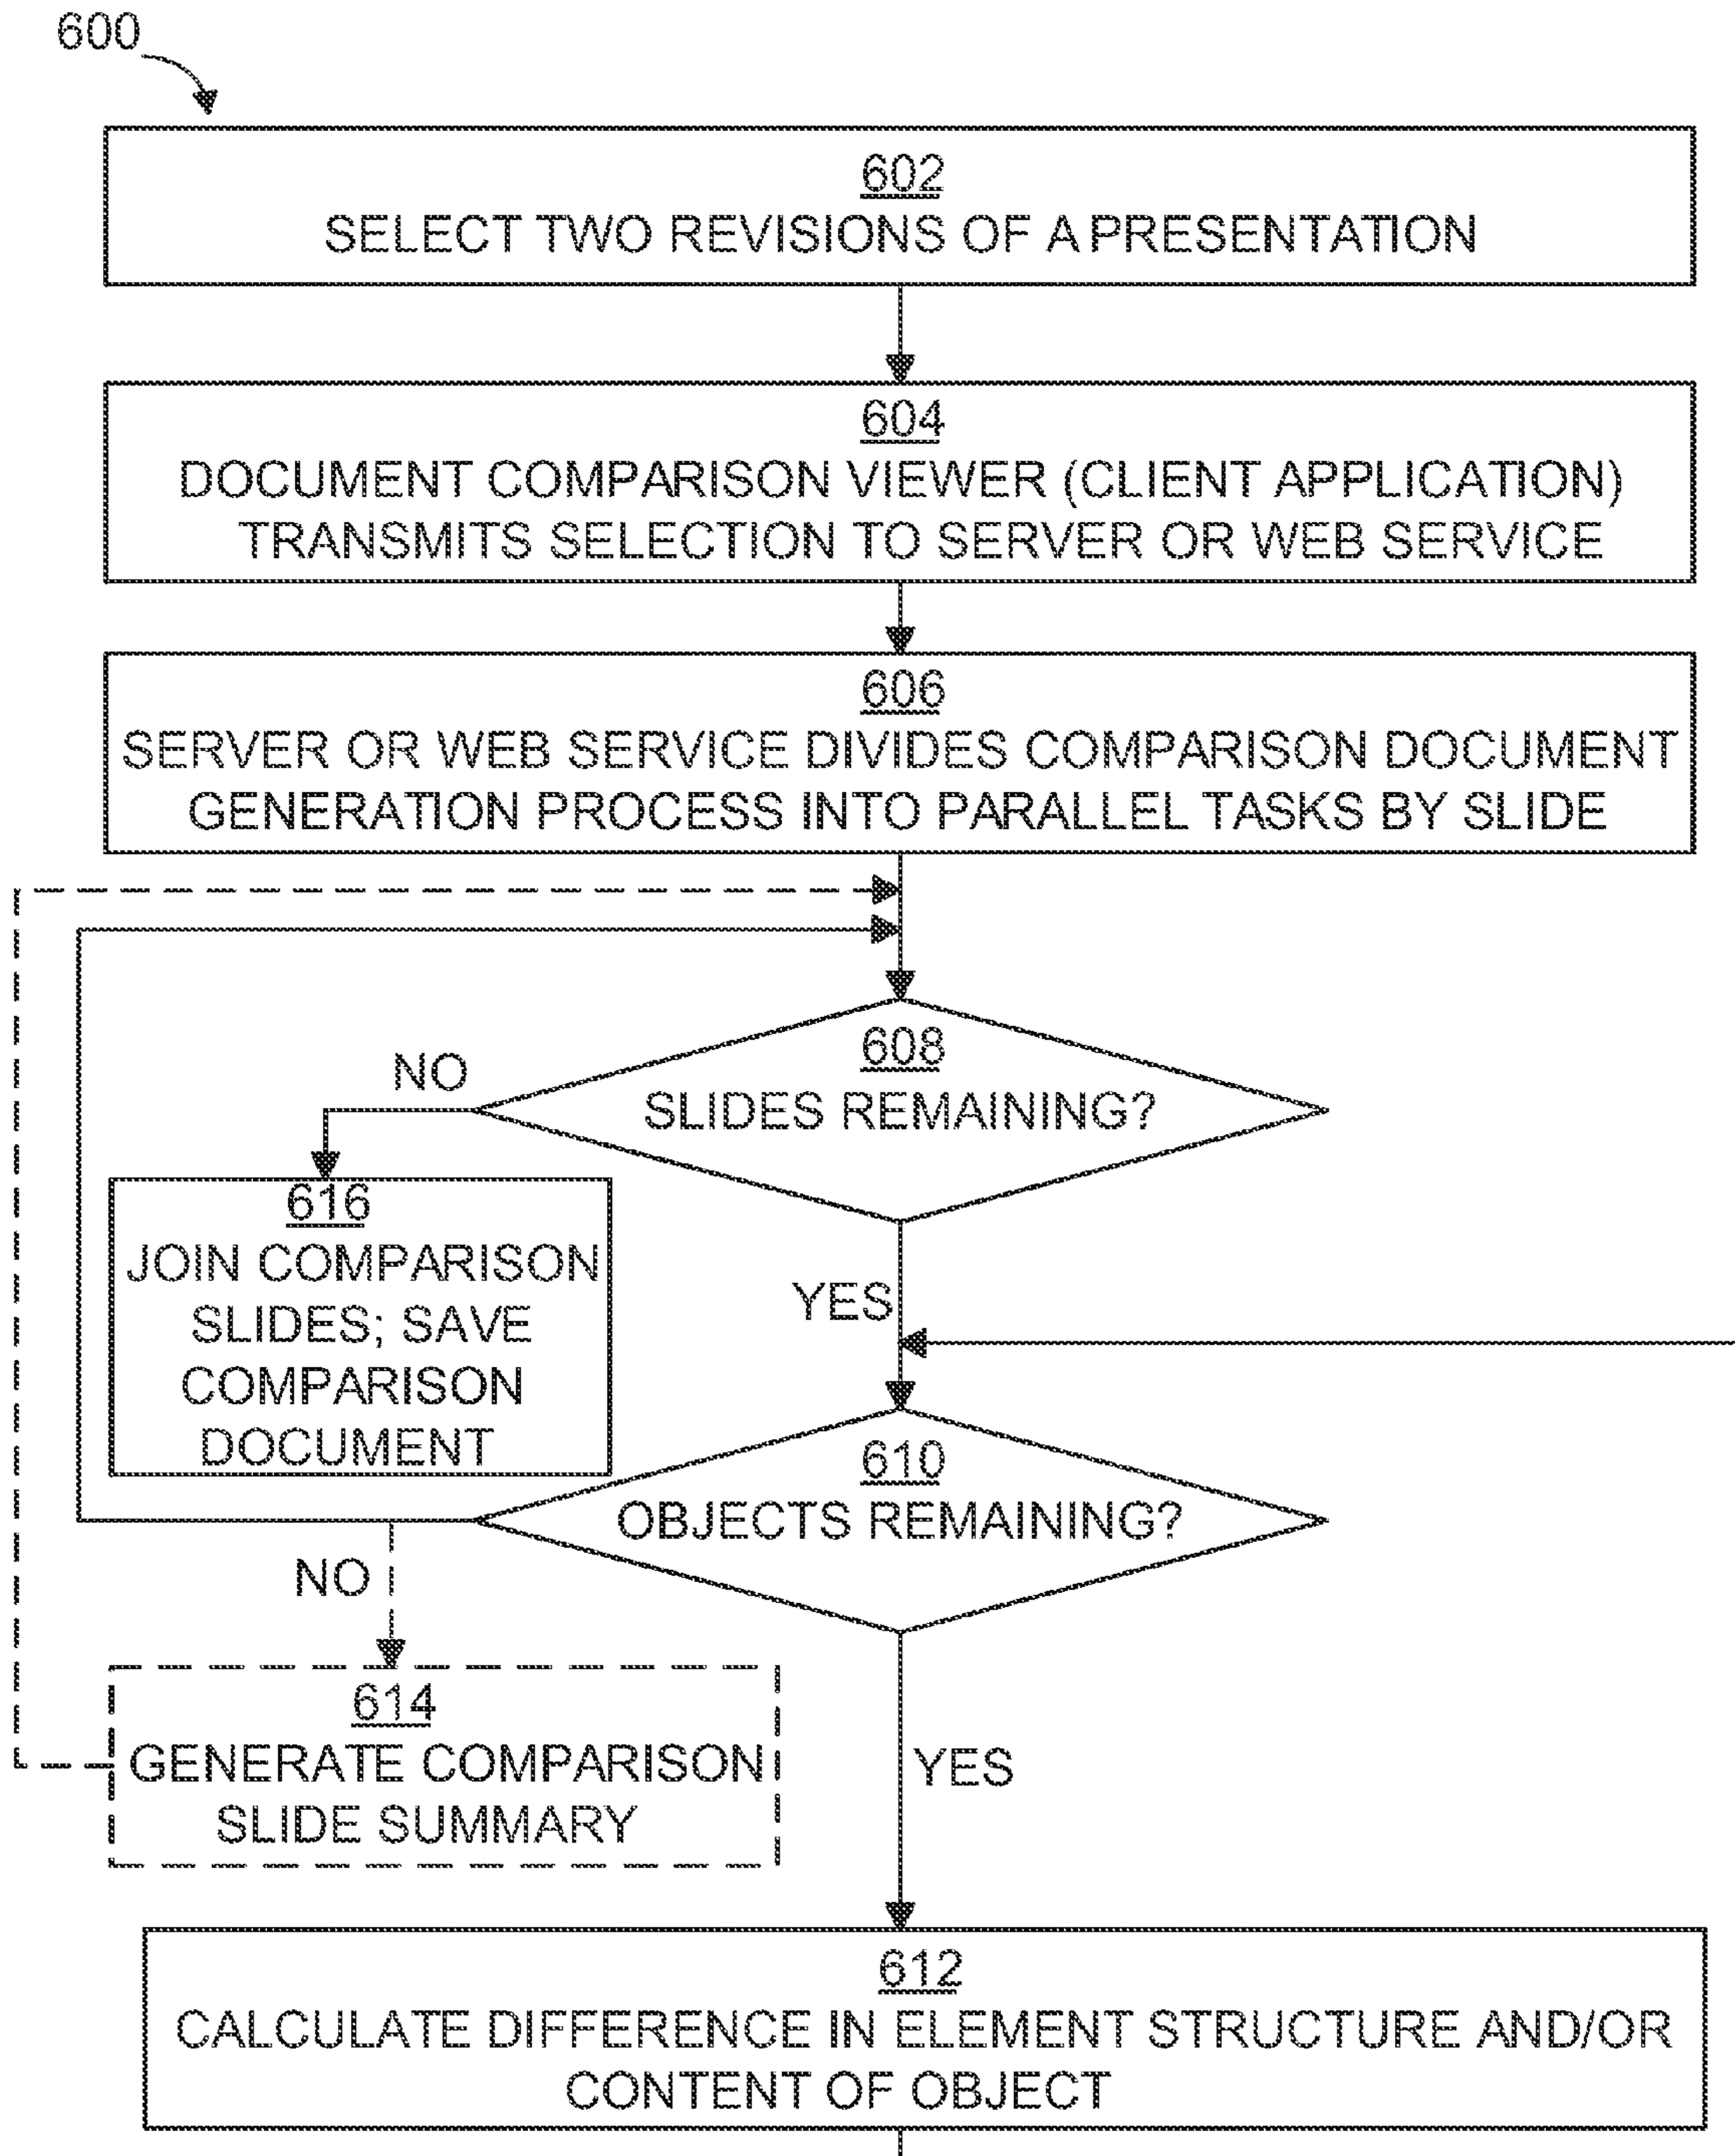 600
602
SELECT TWO REVISIONS OF A PRESENTATION
604
DOCUMENT COMPARISON VIEWER (CLIENT APPLICATION)
TRANSMITS SELECTION TO SERVER OR WEB SERVICE
606
SERVER OR WEB SERVICE DIVIDES COMPARISON DOCUMENT
GENERATION PROCESS INTO PARALLEL TASKS BY SLIDE
608
SLIDES REMAINING?
NO
616
JOIN COMPARISON
SLIDES; SAVE
COMPARISON
DOCUMENT
YES
610
OBJECTS REMAINING?
NO
614
GENERATE COMPARISON
SLIDE SUMMARY
YES
612
CALCULATE DIFFERENCE IN ELEMENT STRUCTURE AND/OR
CONTENT OF OBJECT